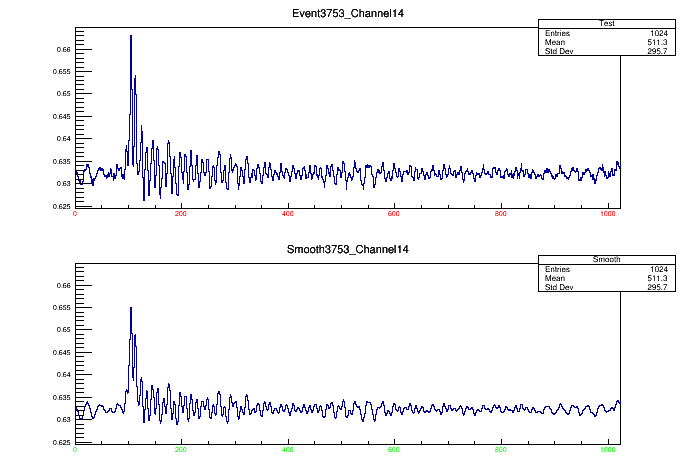 Event3753_Channel14
Test
Entries 1024
Mean 511.3
Std Dev 295.7
0.66
0.655
0.65
0.645
0.64
0.635
0.63
0.625
0 200 400 600 800 1000
Smooth3753_Channel14
Smooth
Entries 1024
Mean 511.3
Std Dev 295.7
0.66
0.655
0.65
0.645
0.64
0.635
0.63
0.625
0 200 400 600 800 1000